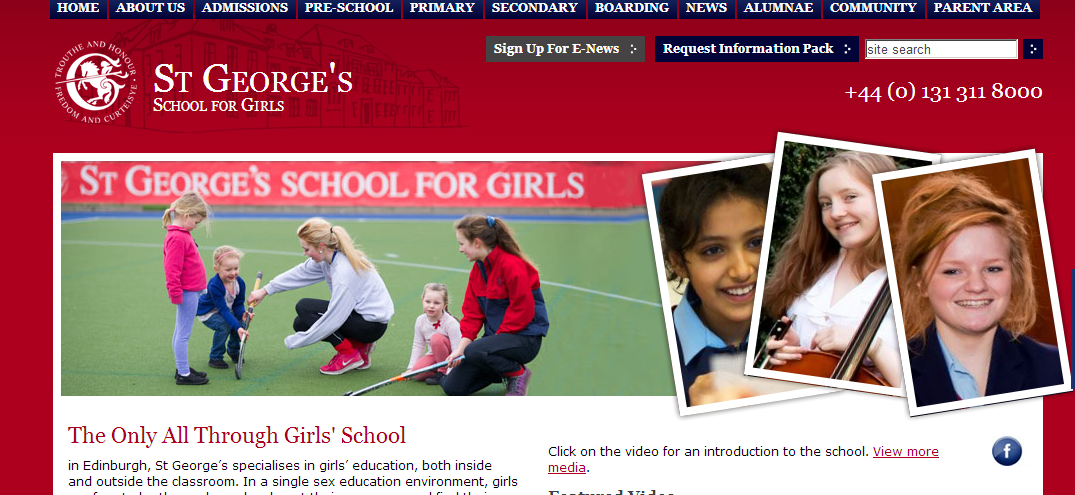 HOME ABOUT US ADMISSIONS PRE-SCHOOL PRIMARY SECONDARY BOARDING NEWS ALUMNAE COMMUNITY PARENT AREA
Sign Up For E-News Request Information Pack site search
TROUTHE AND HONOUR
FREDOM AND CURTEISYE
ST GEORGE'S
SCHOOL FOR GIRLS
+44 (0) 131 311 8000
ST GEORGE'S SCHOOL FOR GIRLS
The Only All Through Girls' School
in Edinburgh, St George's specialises in girls' education, both inside
and outside the classroom. In a single sex education environment, girls
Click on the video for an introduction to the school. View more
media.
Featured Video